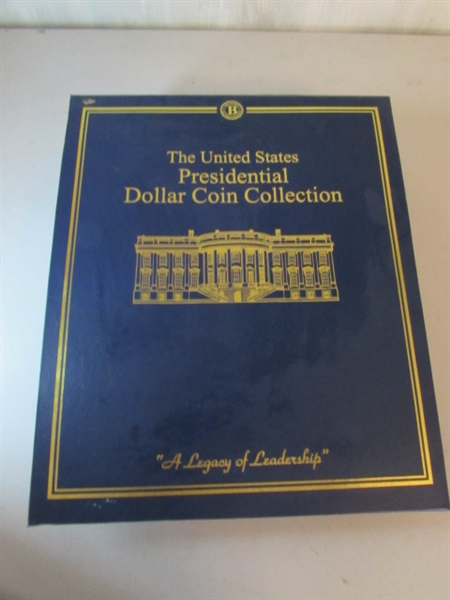 B
The United States
Presidential
Dollar Coin Collection
"A Legacy of Leadership"